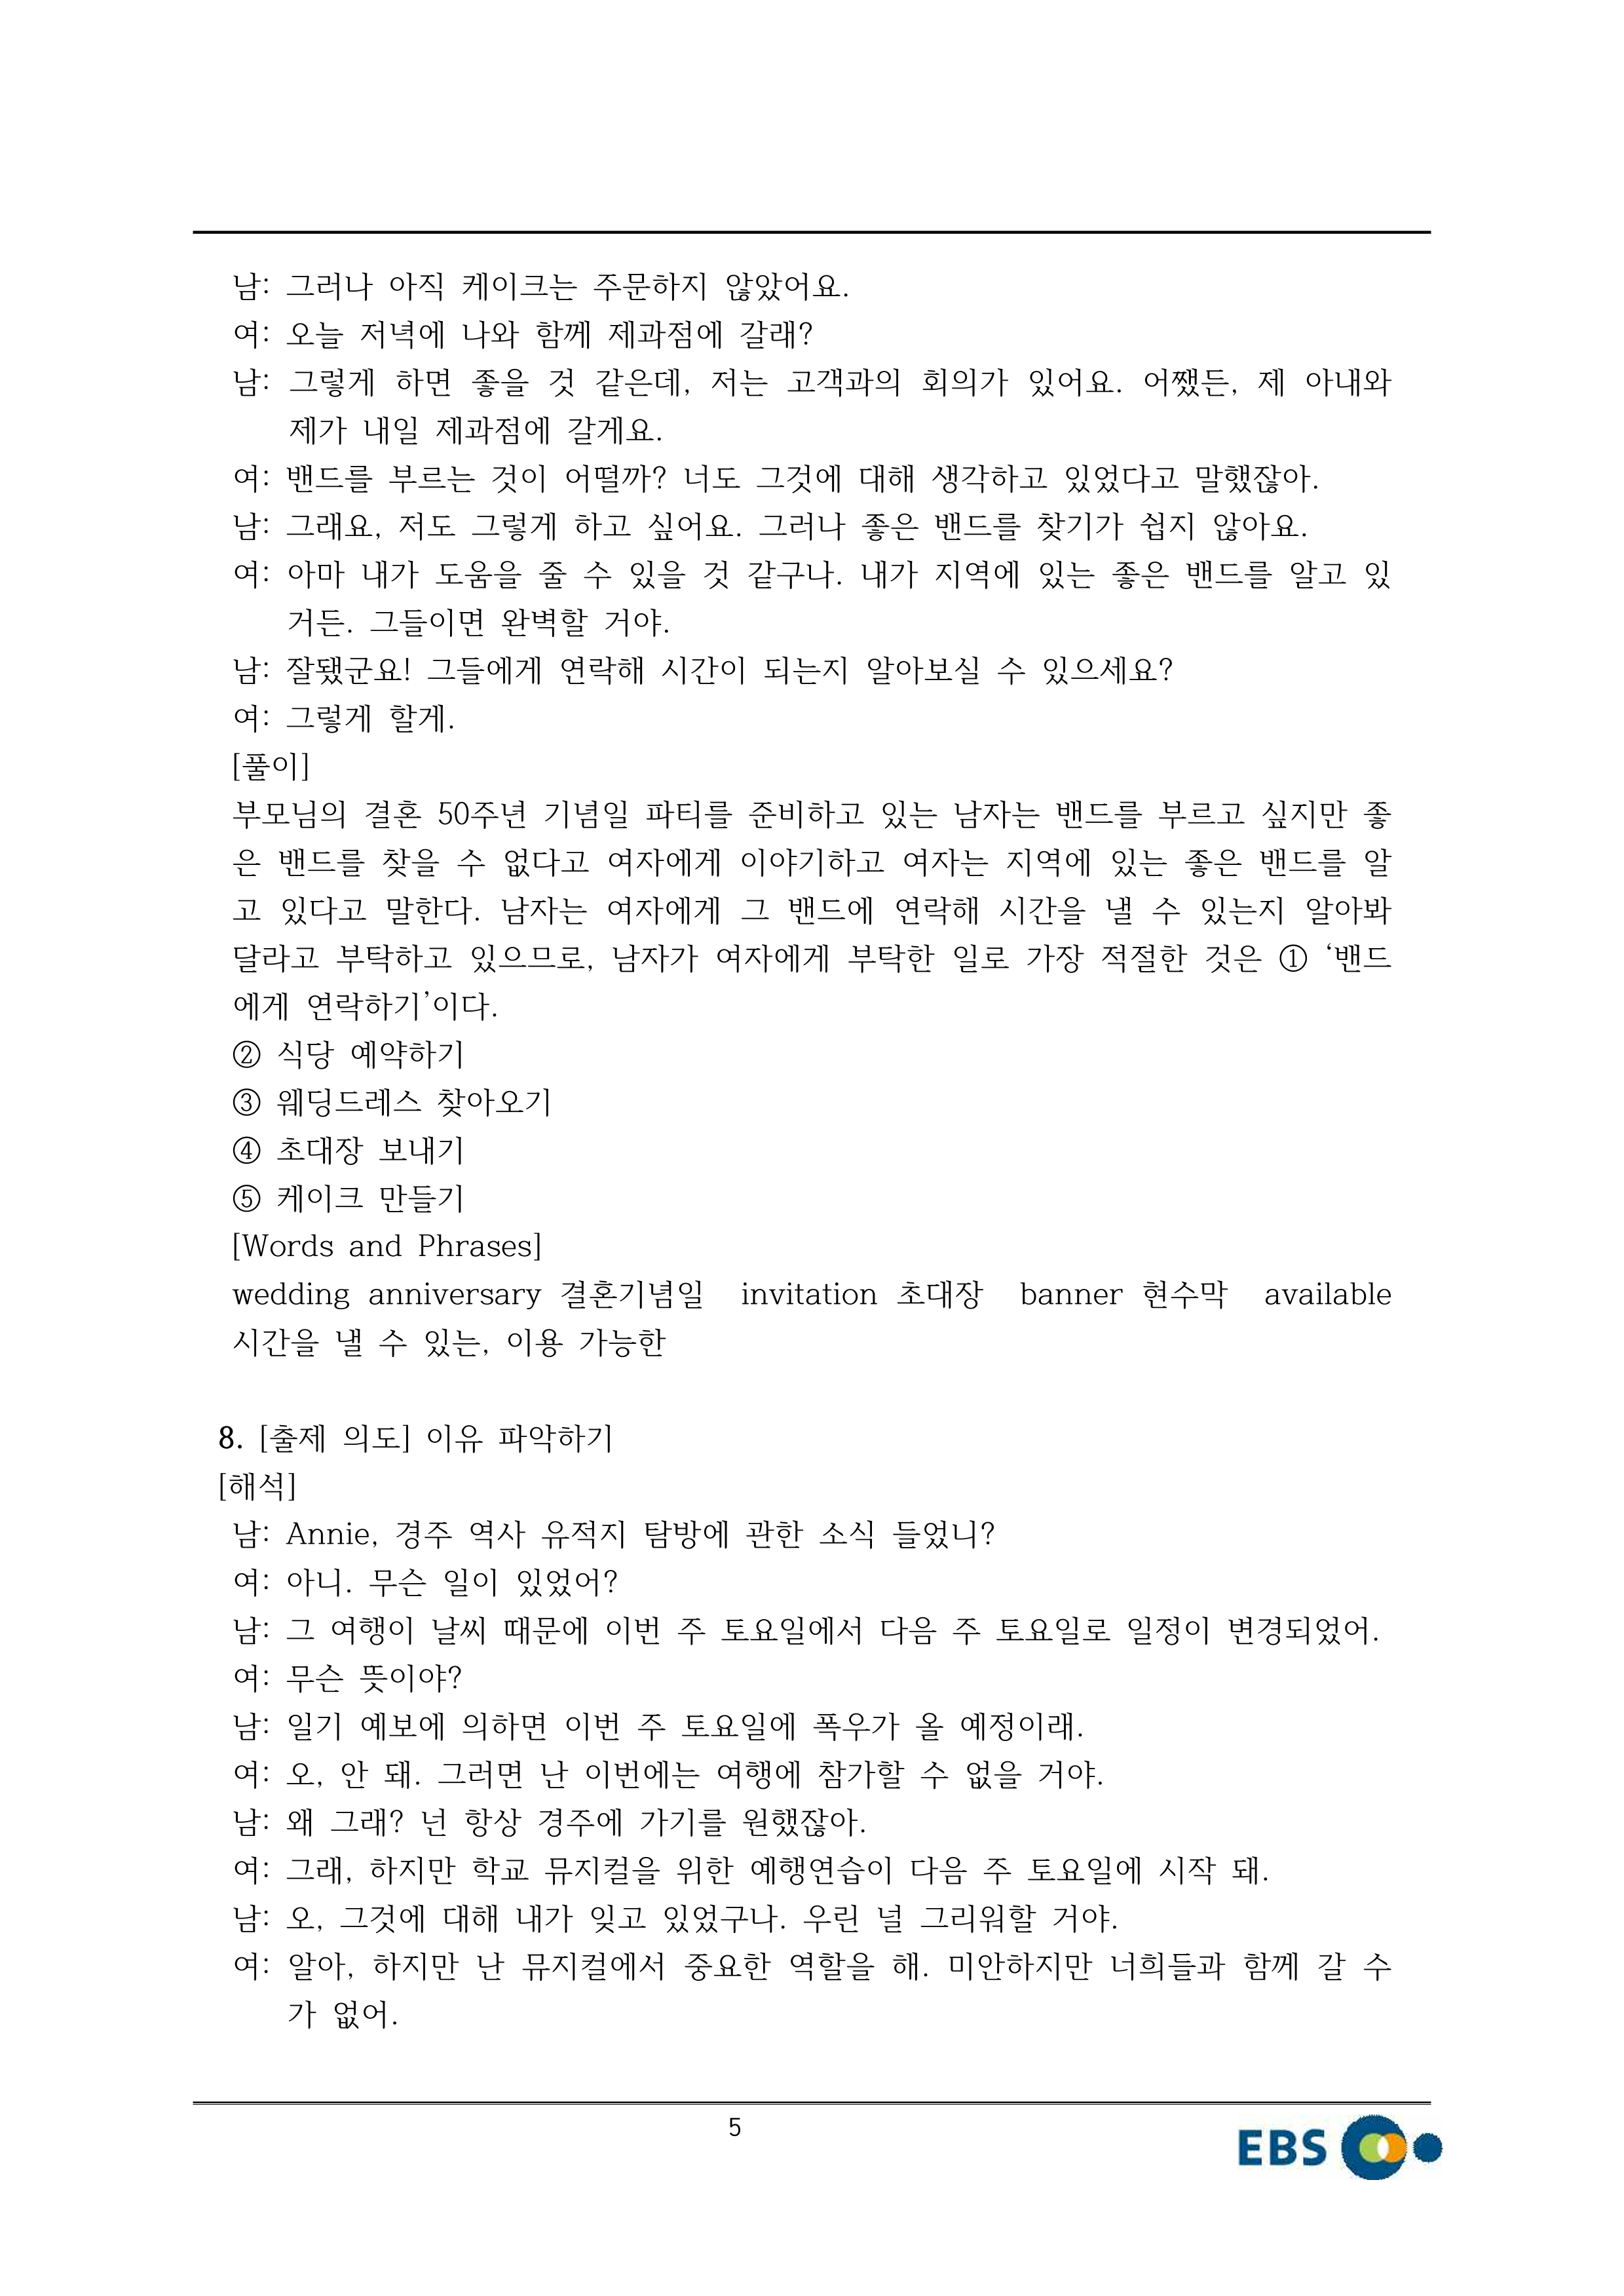 남: 그러나 아직 케이크는 주문하지 않았어요.
여: 오늘 저녁에 나와 함께 제과점에 갈래?
남: 그렇게 하면 좋을 것 같은데, 저는 고객과의 회의가 있어요. 어쨌든, 제 아내와
제가 내일 제과점에 갈게요.
여: 밴드를 부르는 것이 어떨까? 너도 그것에 대해 생각하고 있었다고 말했잖아.
남: 그래요, 저도 그렇게 하고 싶어요. 그러나 좋은 밴드를 찾기가 쉽지 않아요.
여: 아마 내가 도움을 줄 수 있을 것 같구나. 내가 지역에 있는 좋은 밴드를 알고 있
거든. 그들이면 완벽할 거야.
남: 잘됐군요! 그들에게 연락해 시간이 되는지 알아보실 수 있으세요?
여: 그렇게 할게.
[풀이]
부모님의 결혼 50주년 기념일 파티를 준비하고 있는 남자는 밴드를 부르고 싶지만 좋
은 밴드를 찾을 수 없다고 여자에게 이야기하고 여자는 지역에 있는 좋은 밴드를 알
고 있다고 말한다. 남자는 여자에게 그 밴드에 연락해 시간을 낼 수 있는지 알아봐
달라고 부탁하고 있으므로, 남자가 여자에게 부탁한 일로 가장 적절한 것은 ① ‘밴드
에게 연락하기’이다.
② 식당 예약하기
③ 웨딩드레스 찾아오기
④ 초대장 보내기
⑤ 케이크 만들기
[Words and Phrases]
wedding anniversary 결혼기념일 invitation 초대장 banner 현수막 available
시간을 낼 수 있는, 이용 가능한
8. [출제 의도] 이유 파악하기
[해석]
남: Annie, 경주 역사 유적지 탐방에 관한 소식 들었니?
여: 아니. 무슨 일이 있었어?
남: 그 여행이 날씨 때문에 이번 주 토요일에서 다음 주 토요일로 일정이 변경되었어.
여: 무슨 뜻이야?
남: 일기 예보에 의하면 이번 주 토요일에 폭우가 올 예정이래.
여: 오, 안 돼. 그러면 난 이번에는 여행에 참가할 수 없을 거야.
남: 왜 그래? 넌 항상 경주에 가기를 원했잖아.
여: 그래, 하지만 학교 뮤지컬을 위한 예행연습이 다음 주 토요일에 시작 돼.
남: 오, 그것에 대해 내가 잊고 있었구나. 우린 널 그리워할 거야.
여: 알아, 하지만 난 뮤지컬에서 중요한 역할을 해. 미안하지만 너희들과 함께 갈 수
가 없어.
5
EBS